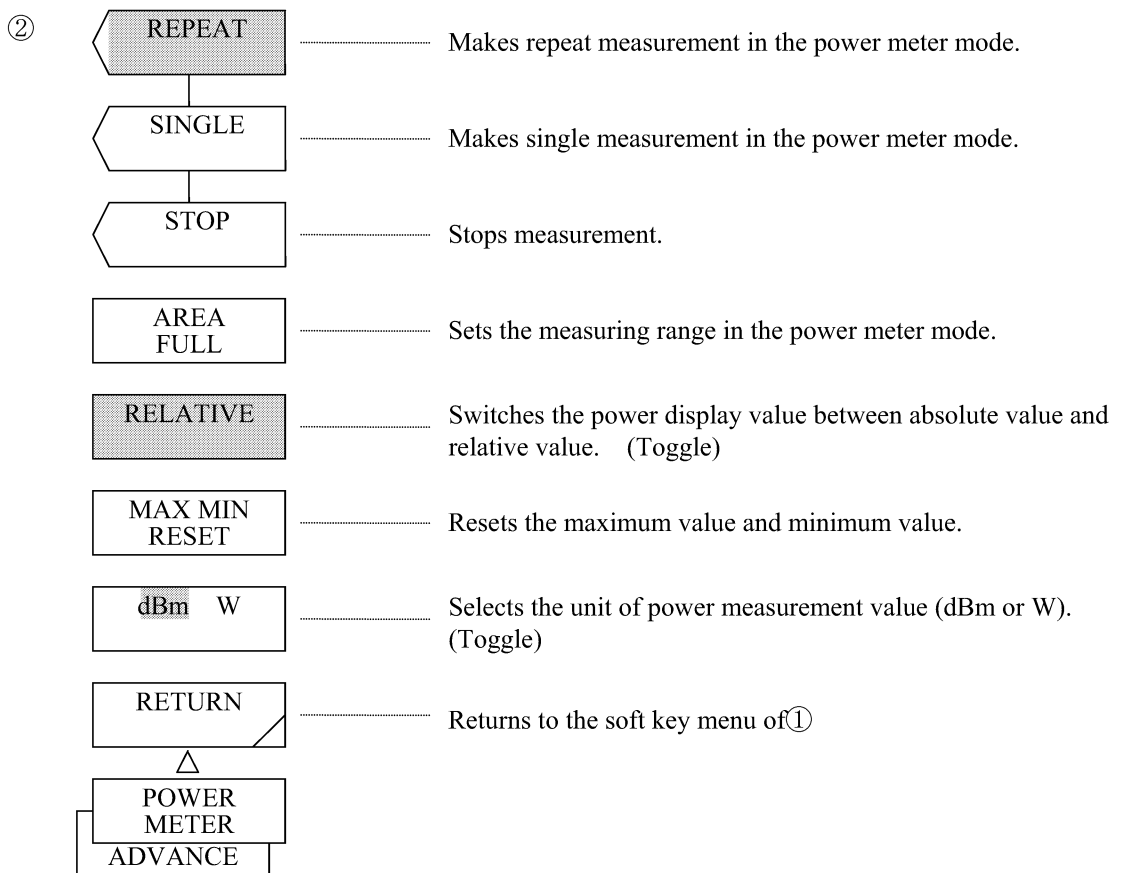 ②
REPEAT
Makes repeat measurement in the power meter mode.
SINGLE
Makes single measurement in the power meter mode.
STOP
Stops measurement.
AREA
FULL
Sets the measuring range in the power meter mode.
RELATIVE
Switches the power display value between absolute value and
relative value. (Toggle)
MAX MIN
RESET
Resets the maximum value and minimum value.
dBm W
Selects the unit of power measurement value (dBm or W).
(Toggle)
RETURN
Returns to the soft key menu of①
POWER
METER
ADVANCE